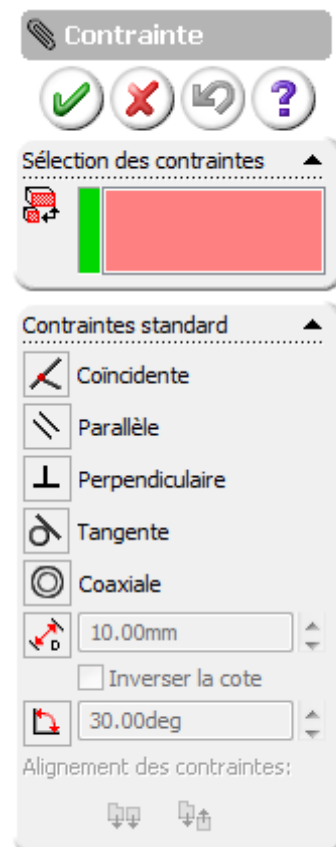 Contrainte
Sélection des contraintes
Contraintes standard
Coïncidente
Parallèle
Perpendiculaire
Tangente
Coaxiale
10.00mm
Inverser la cote
30.00deg
Alignement des contraintes: